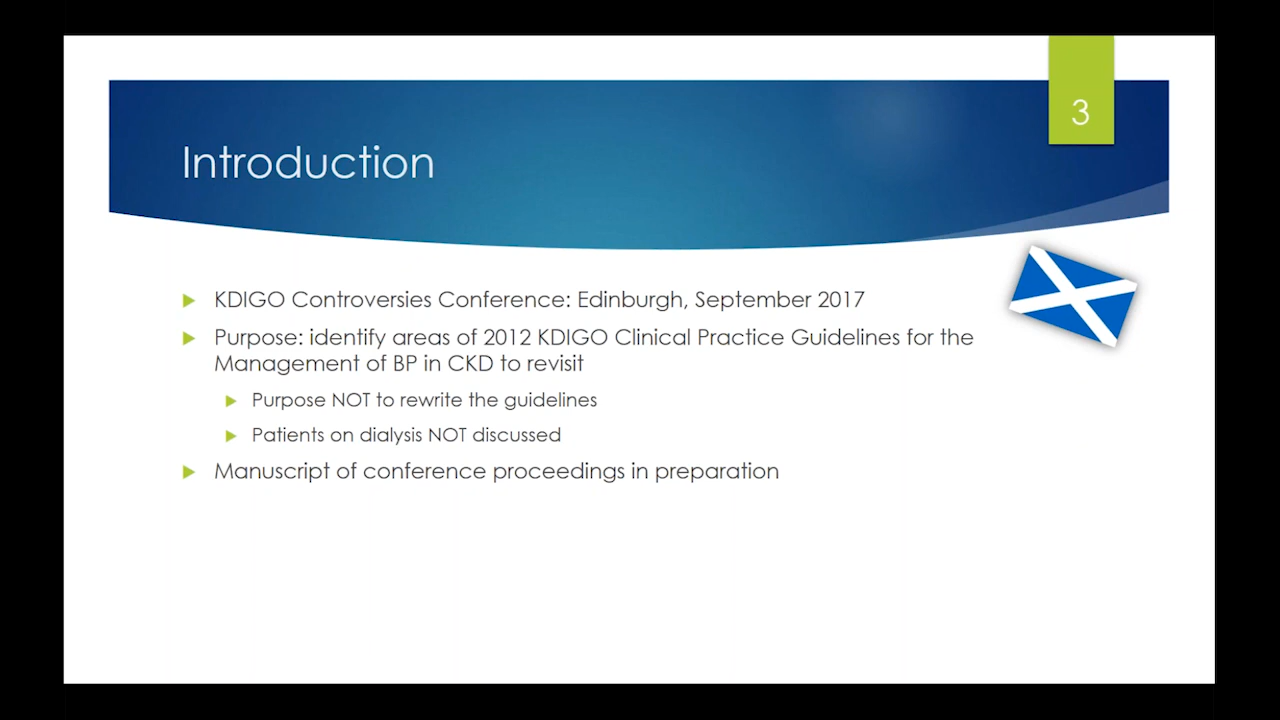 3
Introduction
KDIGO Controversies Conference: Edinburgh, September 2017
Purpose: identify areas of 2012 KDIGO Clinical Practice Guidelines for the
Management of BP in CKD to revisit
Purpose NOT to rewrite the guidelines
Patients on dialysis NOT discussed
Manuscript of conference proceedings in preparation